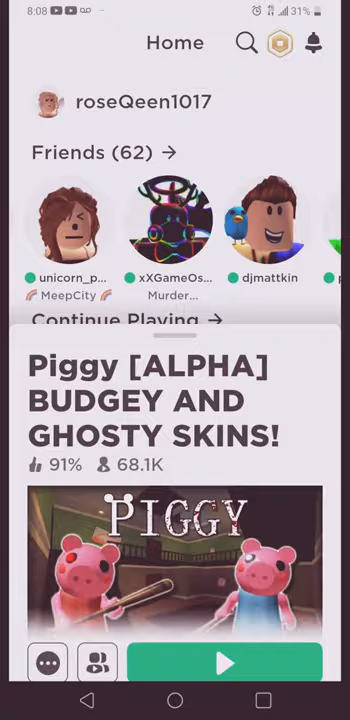 8:08
31%
Home
roseQeen1017
Friends (62) →
unicorn_p...
xXGameOs...
djmattkin
🌈 MeepCity 🌈
Murder...
Continue Playing →
Piggy [ALPHA]
BUDGEY AND
GHOSTY SKINS!
91% 68.1K
PIGGY